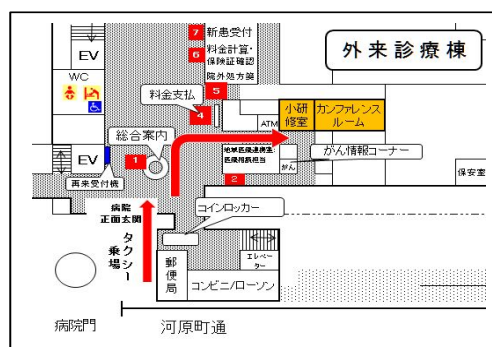 外来診療棟
7
新患受付
6
料金計算・
保険証確認
院外処方箋
EV
WC
5
料金支払
4
ATM
小研
修室
カンファレンス
ルーム
総合案内
1
地域医療連携室・
医療相談担当
がん
がん情報コーナー
EV
再来受付機
2
保安室
病院
正面玄関
コインロッカー
タクシー
乗場
郵便局
エレベー
ター
コンビニ/ローソン
病院門
河原町通